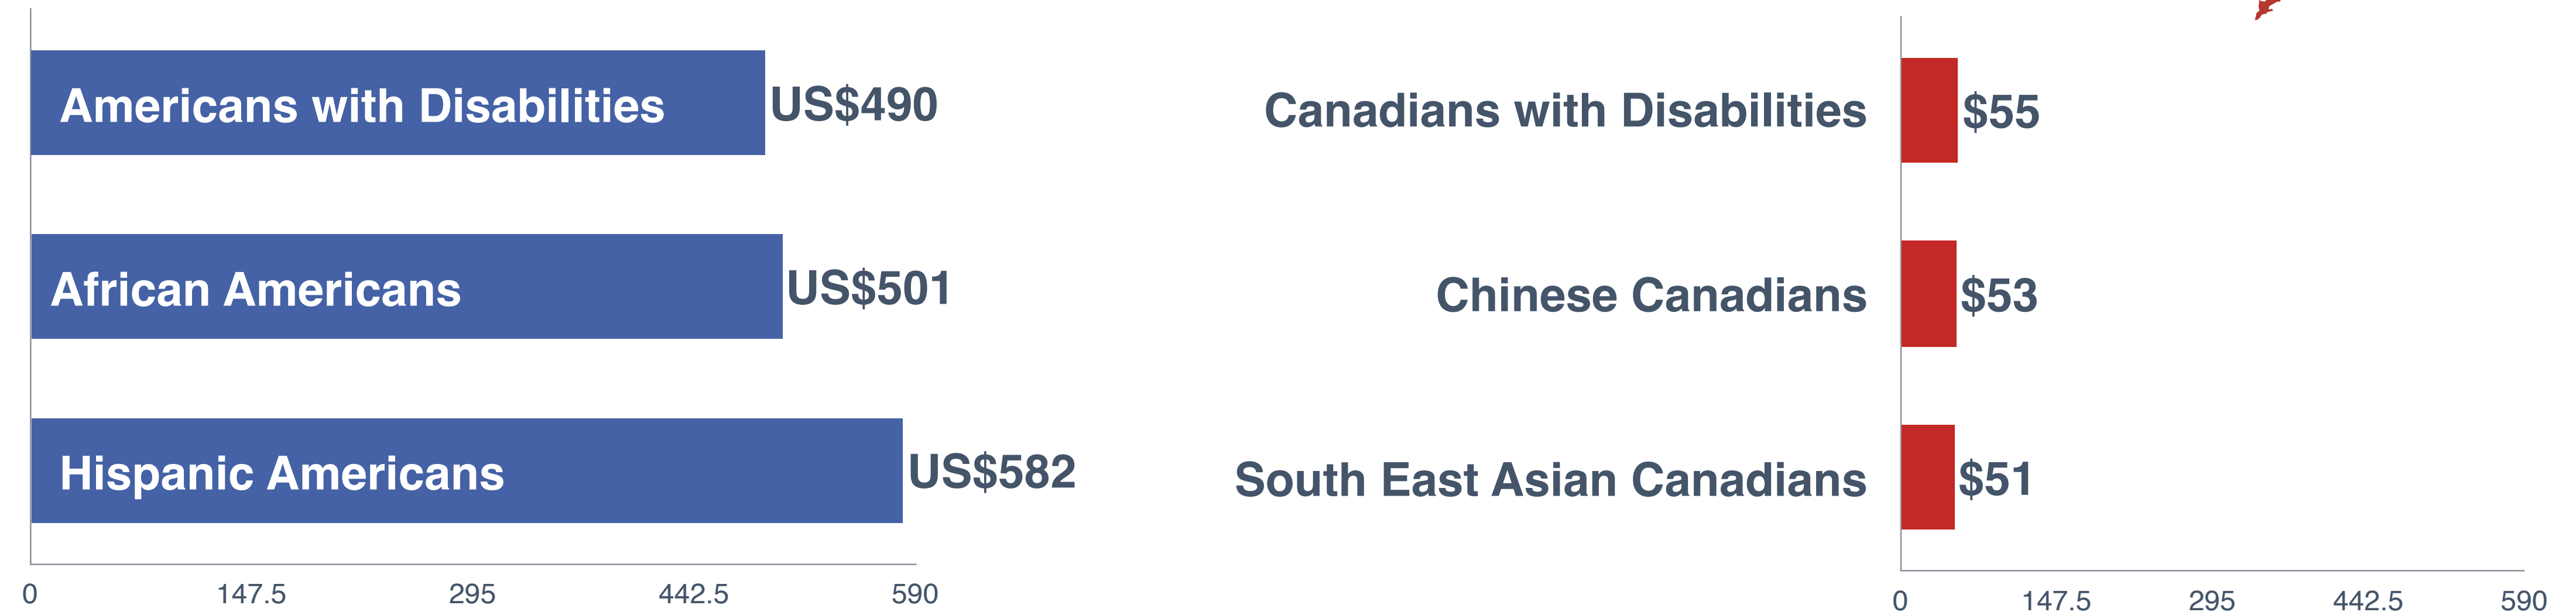 Americans with Disabilities US$490
African Americans US$501
Hispanic Americans US$582
0 147.5 295 442.5 590
Canadians with Disabilities $55
Chinese Canadians $53
South East Asian Canadians $51
0 147.5 295 442.5 590